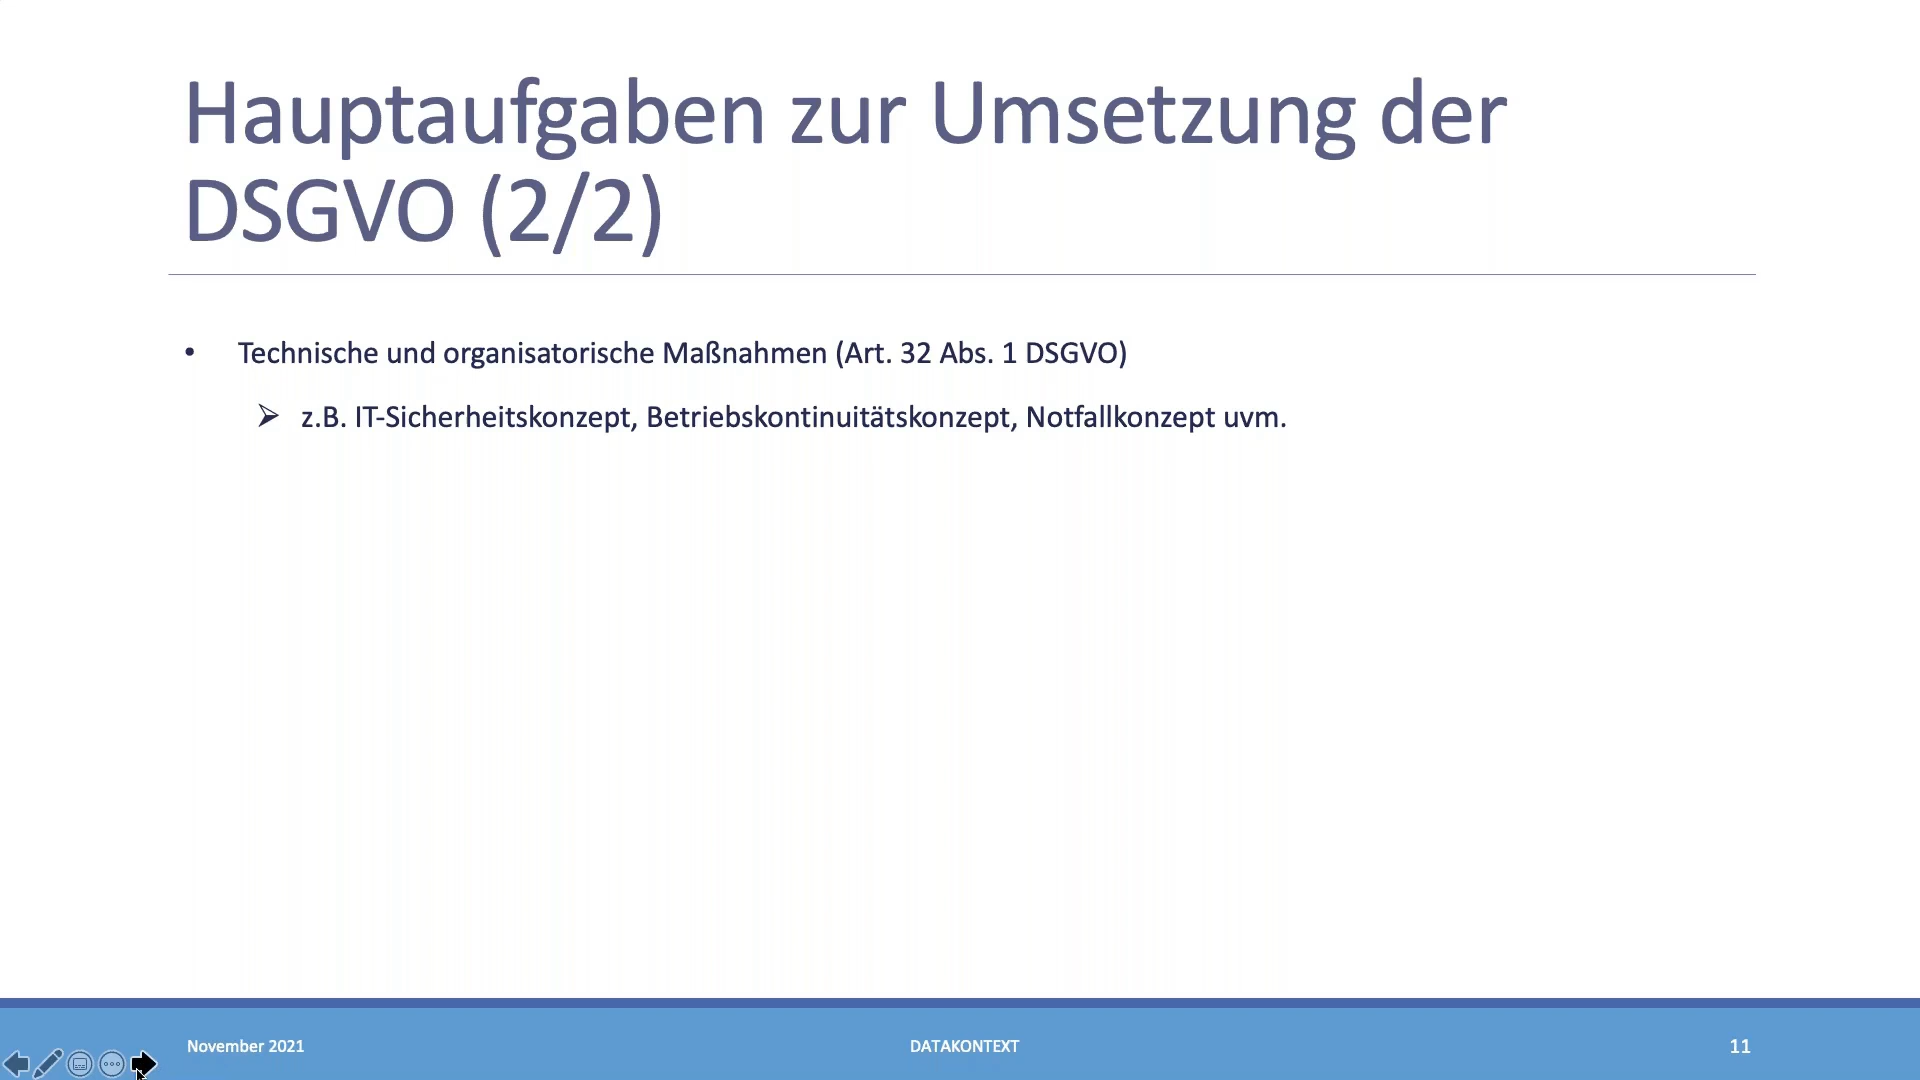 Hauptaufgaben zur Umsetzung der
DSGVO (2/2)
• Technische und organisatorische Maßnahmen (Art. 32 Abs. 1 DSGVO)
➢ z.B. IT-Sicherheitskonzept, Betriebskontinuitätskonzept, Notfallkonzept uvm.
November 2021
DATAKONTEXT
11